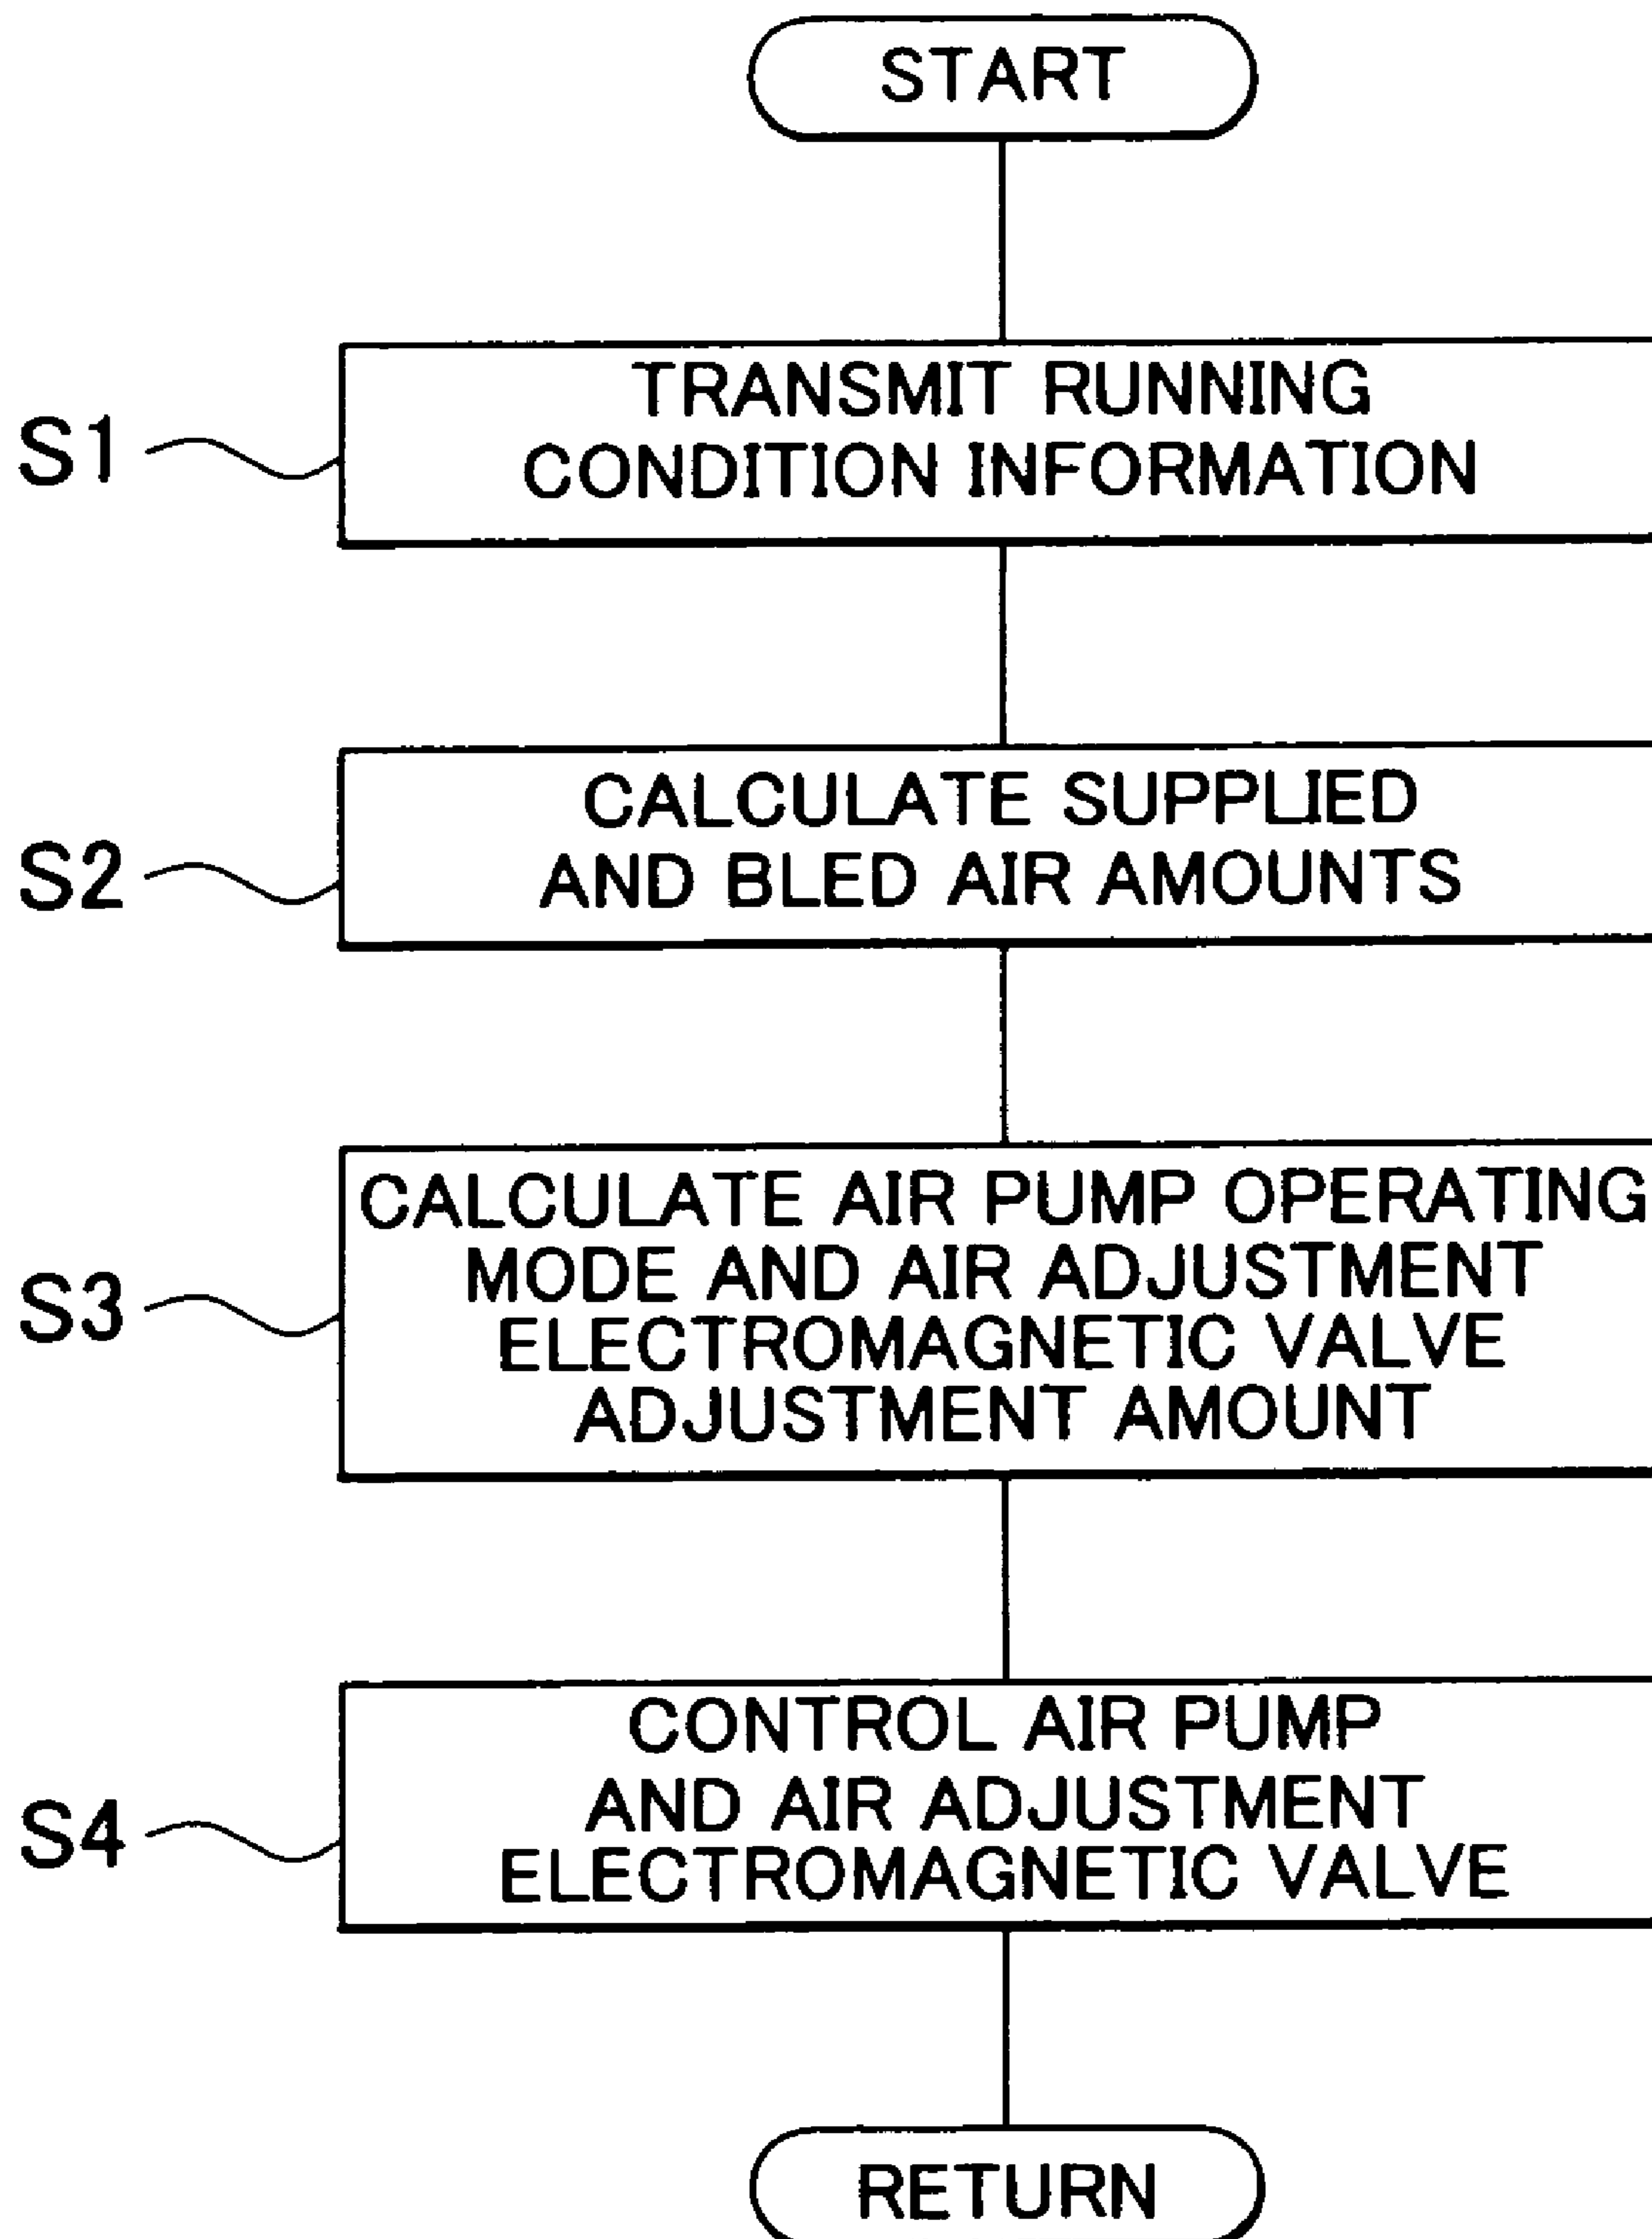 START
S1
TRANSMIT RUNNING
CONDITION INFORMATION
S2
CALCULATE SUPPLIED
AND BLED AIR AMOUNTS
S3
CALCULATE AIR PUMP OPERATING
MODE AND AIR ADJUSTMENT
ELECTROMAGNETIC VALVE
ADJUSTMENT AMOUNT
S4
CONTROL AIR PUMP
AND AIR ADJUSTMENT
ELECTROMAGNETIC VALVE
RETURN